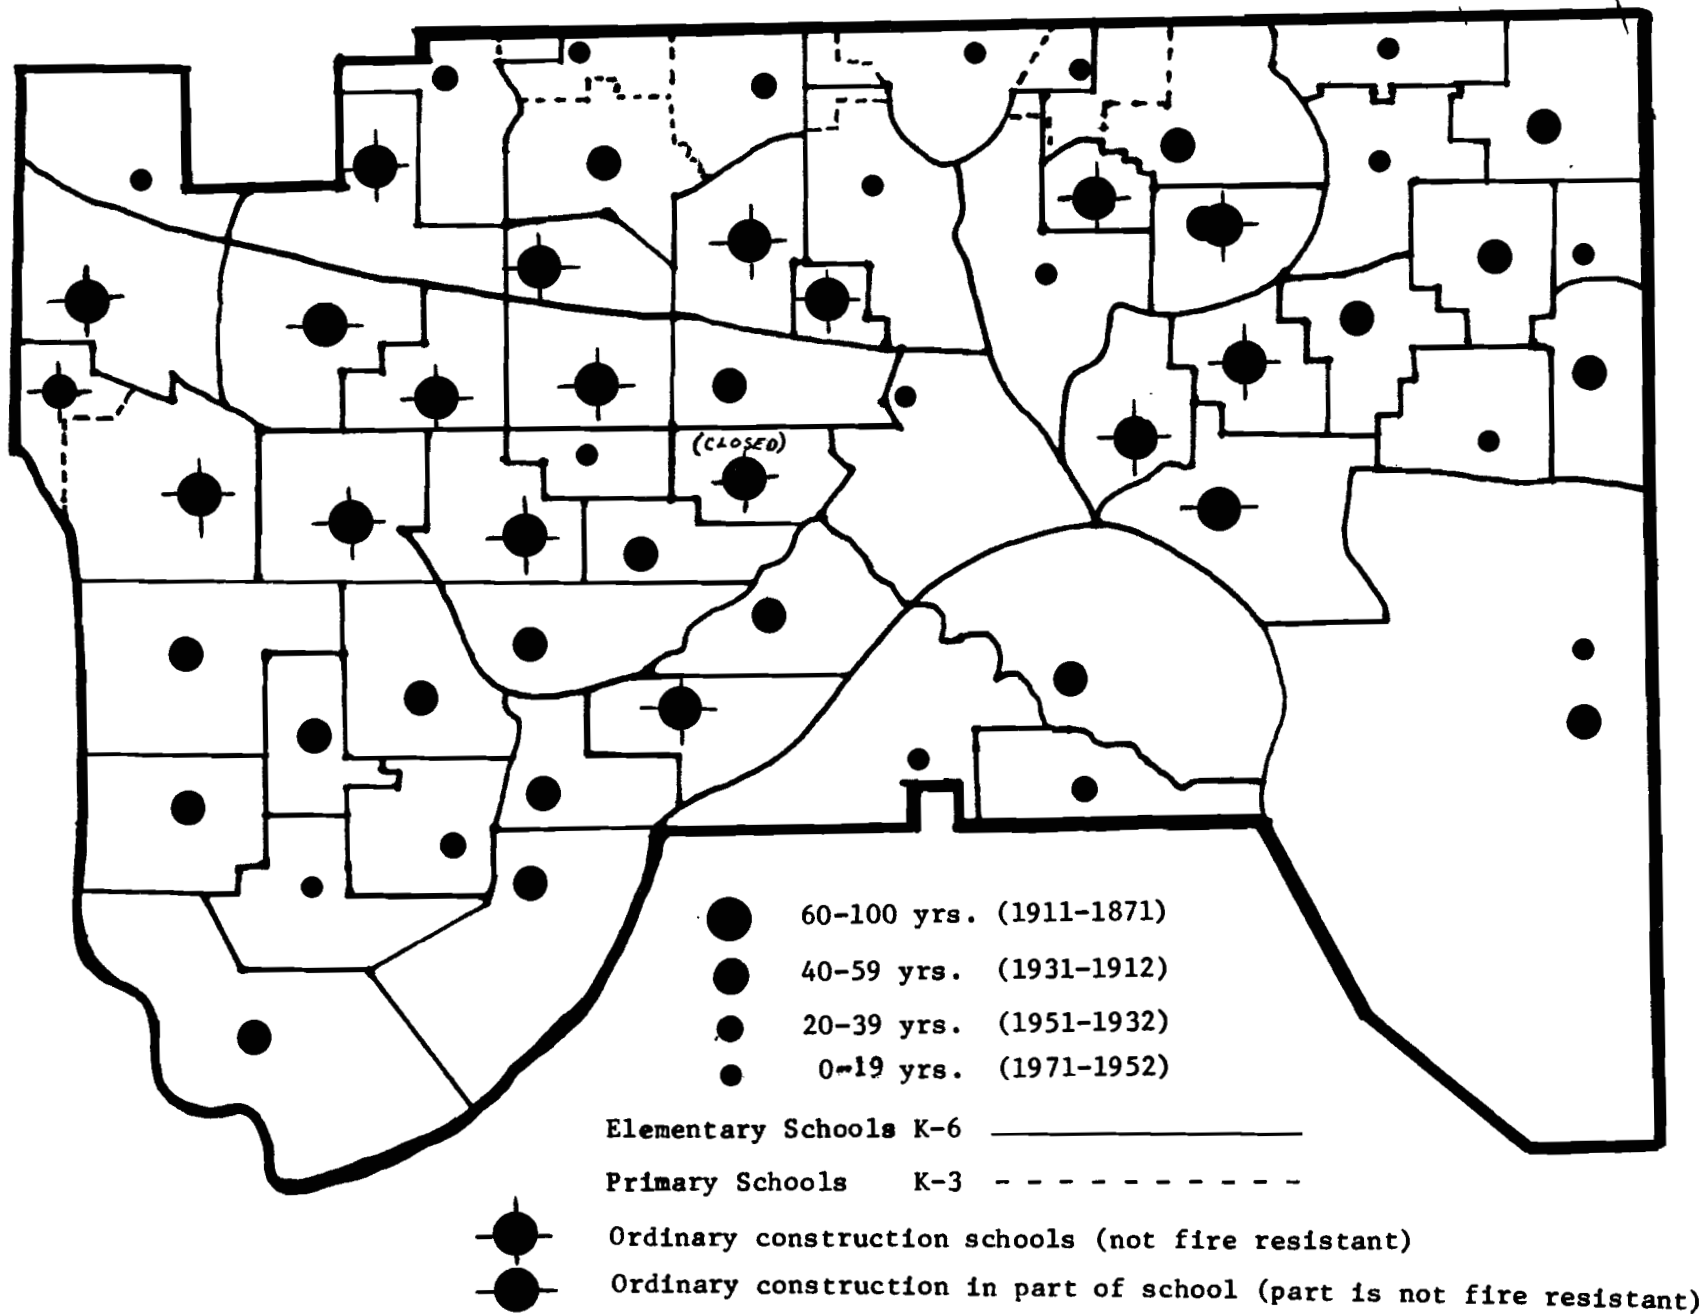 (CLOSED)
60-100 yrs. (1911-1871)
40-59 yrs. (1931-1912)
20-39 yrs. (1951-1932)
0-19 yrs. (1971-1952)
Elementary Schools K-6
Primary Schools K-3
Ordinary construction schools (not fire resistant)
Ordinary construction in part of school (part is not fire resistant)